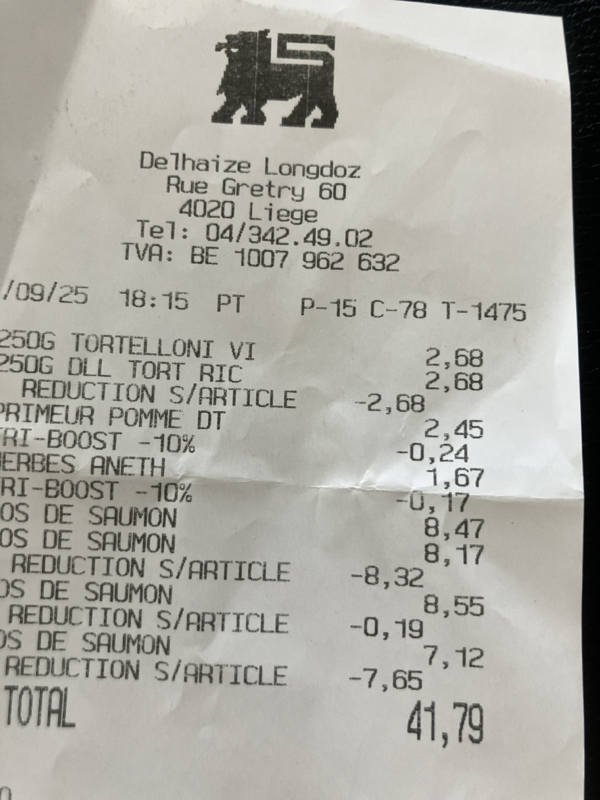 Delhaize Longdoz
Rue Gretry 60
4020 Liege
Tel: 04/342.49.02
TVA: BE 1007 962 632
/09/25 18:15 PT P-15 C-78 T-1475
250G TORTELLONI VI 2,68
250G DLL TORT RIC 2,68
REDUCTION S/ARTICLE -2,68
PRIMEUR POMME DT 2,45
RI-BOOST -10% -0,24
HERBES ANETH 1,67
RI-BOOST -10% -0,17
OS DE SAUMON 8,47
OS DE SAUMON 8,17
REDUCTION S/ARTICLE -8,32
OS DE SAUMON 8,55
REDUCTION S/ARTICLE -0,19
OS DE SAUMON 7,12
REDUCTION S/ARTICLE -7,65
TOTAL 41,79